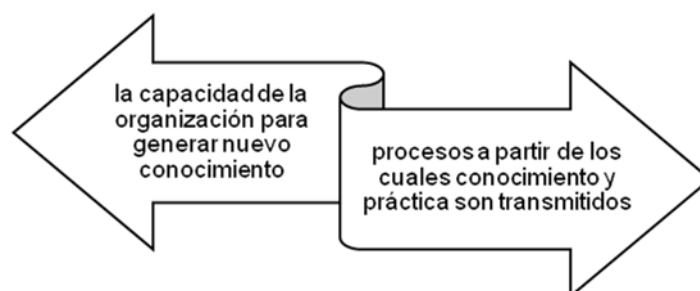 la capacidad de la
organización para
generar nuevo
conocimiento
procesos a partir de los
cuales conocimiento y
práctica son transmitidos